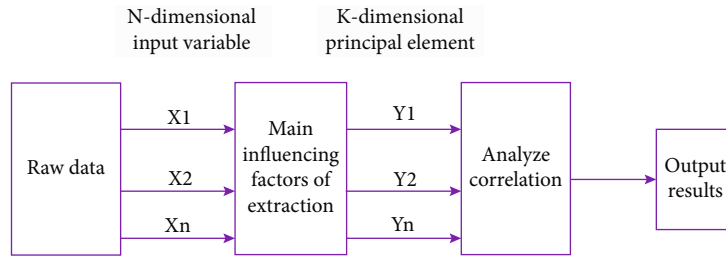 N-dimensional
input variable
K-dimensional
principal element
Raw data
X1
X2
Xn
Main
influencing
factors of
extraction
Y1
Y2
Yn
Analyze
correlation
Output
results